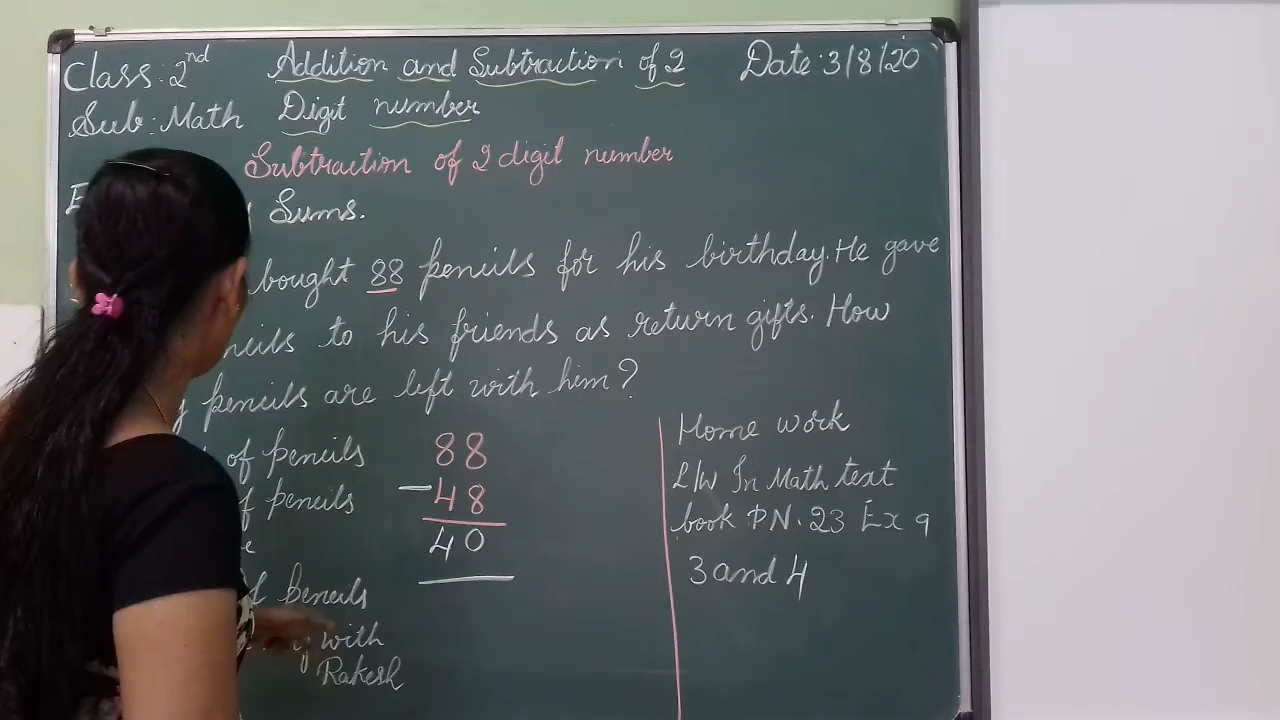 Class: 2nd Addition and Subtraction of 2 Date: 3/8/20
Sub: Math Digit number
Subtraction of 2 digit number
Sums.
bought 88 pencils for his birthday. He gave
to his friends as return gifts. How
pencils are left with him?
of pencils 88
of pencils -48
40
pencils
with
Rakesh
Home work
In Math text
book P.N. 23 Ex 9
3 and 4